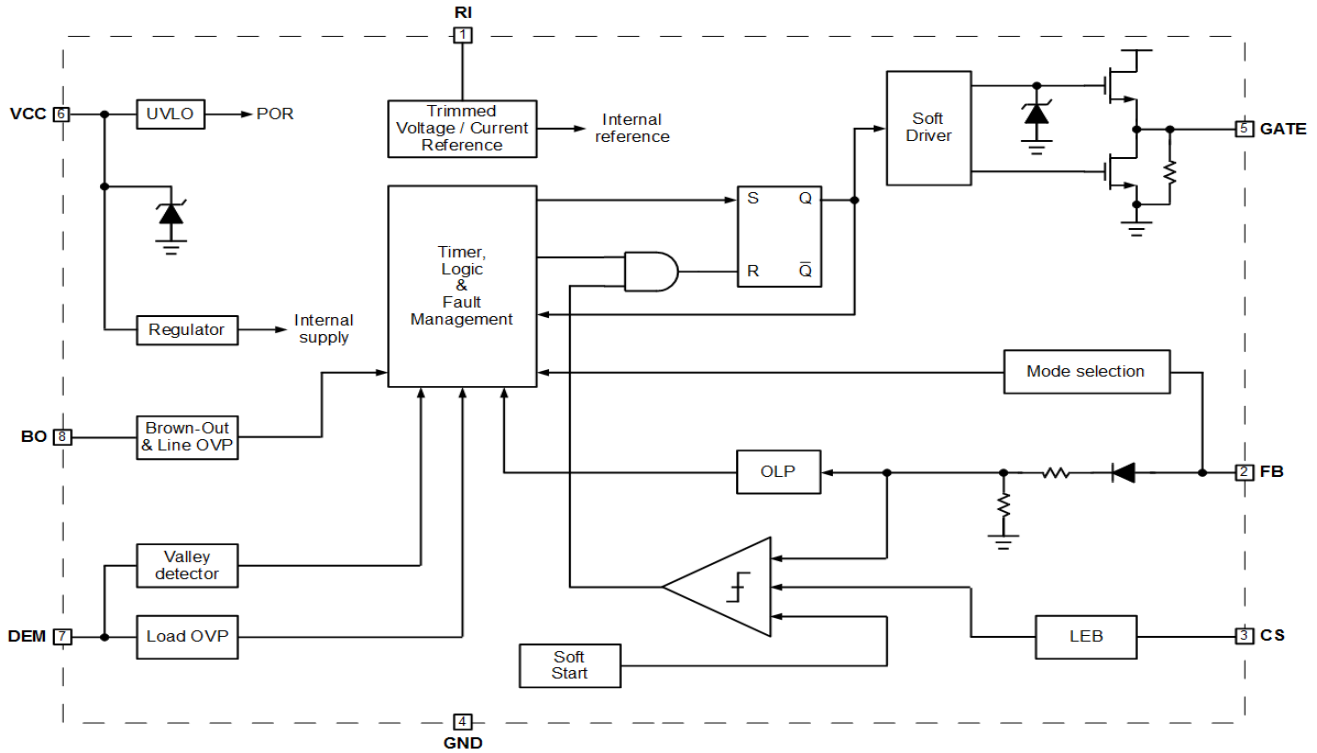 RI
1
VCC
6
UVLO
POR
Trimmed
Voltage / Current
Reference
Internal
reference
Soft
Driver
5
GATE
Timer,
Logic
&
Fault
Management
S
Q
R
Q̅
Regulator
Internal
supply
Mode selection
BO
8
Brown-Out
& Line OVP
OLP
2
FB
Valley
detector
DEM
7
Load OVP
Soft
Start
LEB
3
CS
4
GND